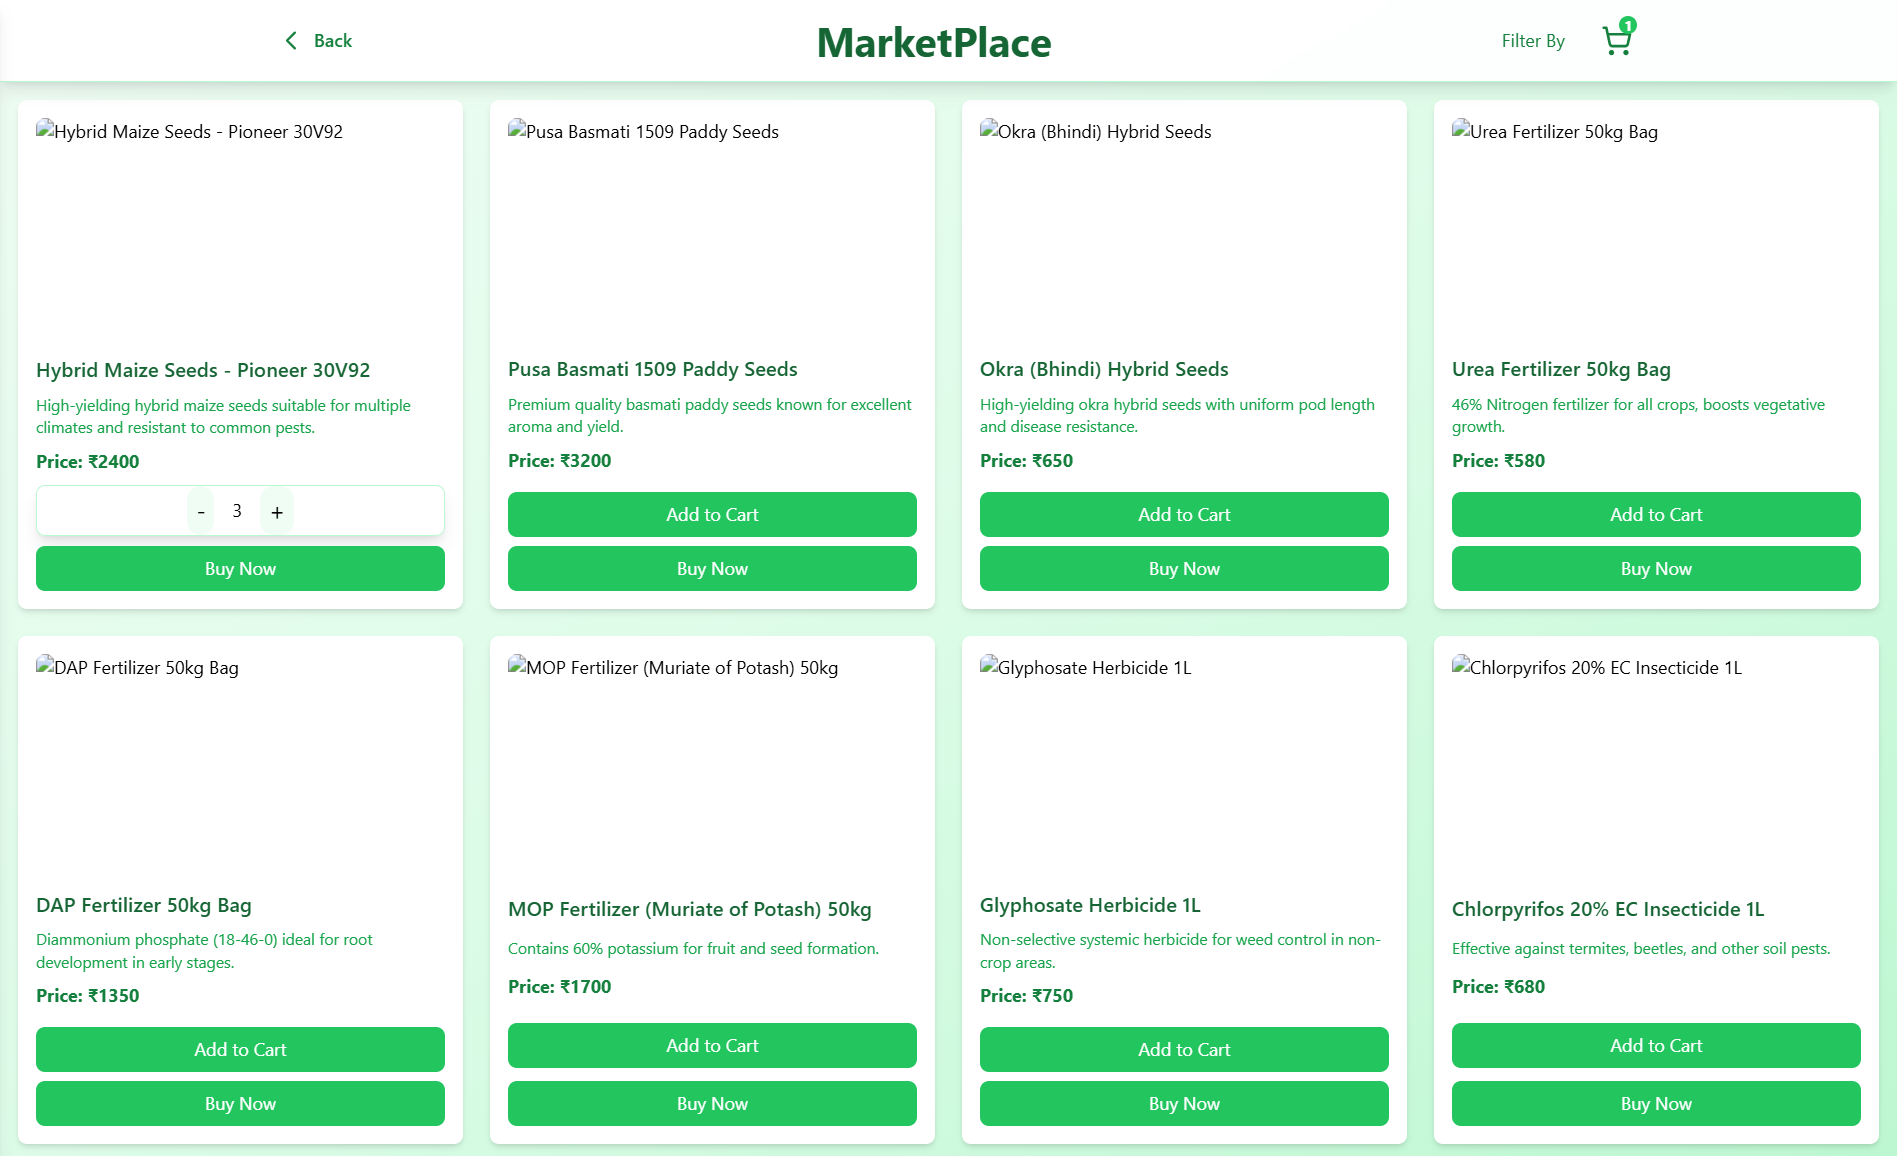 Back
MarketPlace
Filter By
1
Hybrid Maize Seeds - Pioneer 30V92
Hybrid Maize Seeds - Pioneer 30V92
High-yielding hybrid maize seeds suitable for multiple
climates and resistant to common pests.
Price: ₹2400
- 3 +
Buy Now
Pusa Basmati 1509 Paddy Seeds
Pusa Basmati 1509 Paddy Seeds
Premium quality basmati paddy seeds known for excellent
aroma and yield.
Price: ₹3200
Add to Cart
Buy Now
Okra (Bhindi) Hybrid Seeds
Okra (Bhindi) Hybrid Seeds
High-yielding okra hybrid seeds with uniform pod length
and disease resistance.
Price: ₹650
Add to Cart
Buy Now
Urea Fertilizer 50kg Bag
Urea Fertilizer 50kg Bag
46% Nitrogen fertilizer for all crops, boosts vegetative
growth.
Price: ₹580
Add to Cart
Buy Now
DAP Fertilizer 50kg Bag
DAP Fertilizer 50kg Bag
Diammonium phosphate (18-46-0) ideal for root
development in early stages.
Price: ₹1350
Add to Cart
Buy Now
MOP Fertilizer (Muriate of Potash) 50kg
MOP Fertilizer (Muriate of Potash) 50kg
Contains 60% potassium for fruit and seed formation.
Price: ₹1700
Add to Cart
Buy Now
Glyphosate Herbicide 1L
Glyphosate Herbicide 1L
Non-selective systemic herbicide for weed control in non-
crop areas.
Price: ₹750
Add to Cart
Buy Now
Chlorpyrifos 20% EC Insecticide 1L
Chlorpyrifos 20% EC Insecticide 1L
Effective against termites, beetles, and other soil pests.
Price: ₹680
Add to Cart
Buy Now